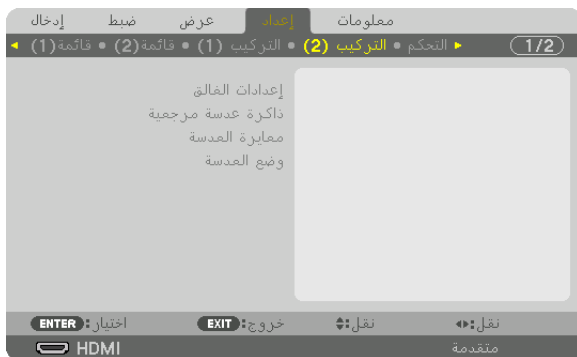 إدخال ضبط عرض إعداد معلومات
◄ قائمة(1) ● قائمة(2) ● التركيب (1) ● التركيب (2) ● التحكم ► 1/2
إعدادات الغالق
ذاكرة عدسة مرجعية
معايرة العدسة
وضع العدسة
ENTER :اختيار EXIT :خروج نقل: نقل:
HDMI متقدمة